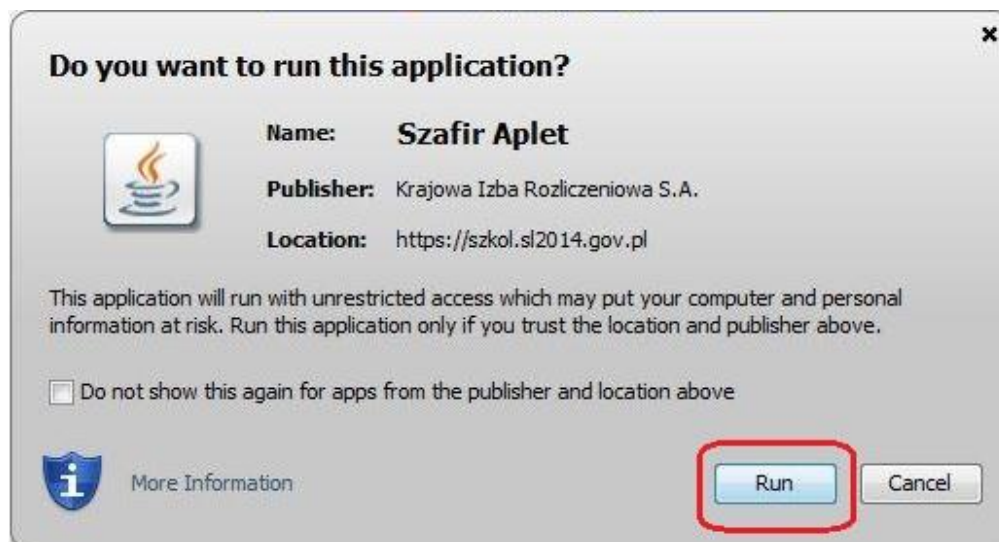 Do you want to run this application?
Name: Szafir Aplet
Publisher: Krajowa Izba Rozliczeniowa S.A.
Location: https://szkol.sl2014.gov.pl
This application will run with unrestricted access which may put your computer and personal
information at risk. Run this application only if you trust the location and publisher above.
Do not show this again for apps from the publisher and location above
More Information
Run Cancel